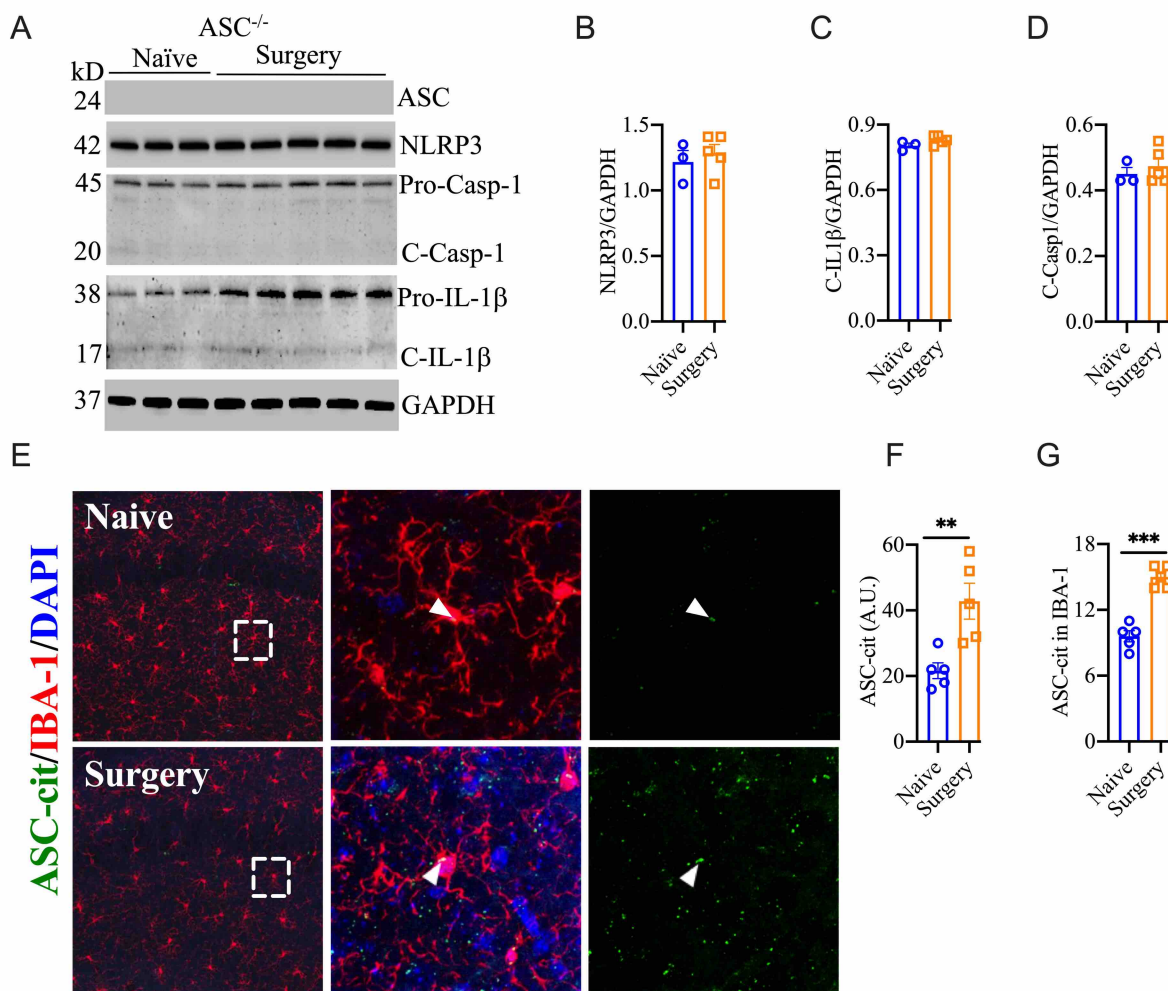 A
ASC-/-
Naïve
Surgery
kD
24
ASC
42
NLRP3
45
Pro-Casp-1
20
C-Casp-1
38
Pro-IL-1β
17
C-IL-1β
37
GAPDH
B
NLRP3/GAPDH
1.5
1.0
0.5
0.0
Naïve
Surgery
C
C-IL1β/GAPDH
0.9
0.6
0.3
0.0
Naïve
Surgery
D
C-Casp1/GAPDH
0.6
0.4
0.2
0.0
Naïve
Surgery
E
ASC-cit/IBA-1/DAPI
Naive
Surgery
F
**
ASC-cit (A.U.)
60
40
20
0
Naive
Surgery
G
***
ASC-cit in IBA-1
18
12
6
0
Naive
Surgery